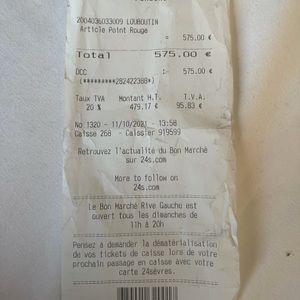 2004036033009 LOUBOUTIN
Article Point Rouge
= 575.00 €
Total 575.00 €
DCC :- 575.00 €
(*********282422388*)
Taux TVA Montant H.T. T.V.A.
20 % 479.17 € 95.83 €
No 1320 - 11/10/2021 - 13:58
Caisse 268 - Caissier 919599
Retrouvez l'actualité du Bon Marché
sur 24s.com
More to follow on
24s.com
Le Bon Marché Rive Gauche est
ouvert tous les dimanches de
11h à 20h
Pensez à demander la dématérialisation
de vos tickets de caisse lors de votre
prochain passage en caisse avec votre
carte 24sèvres.